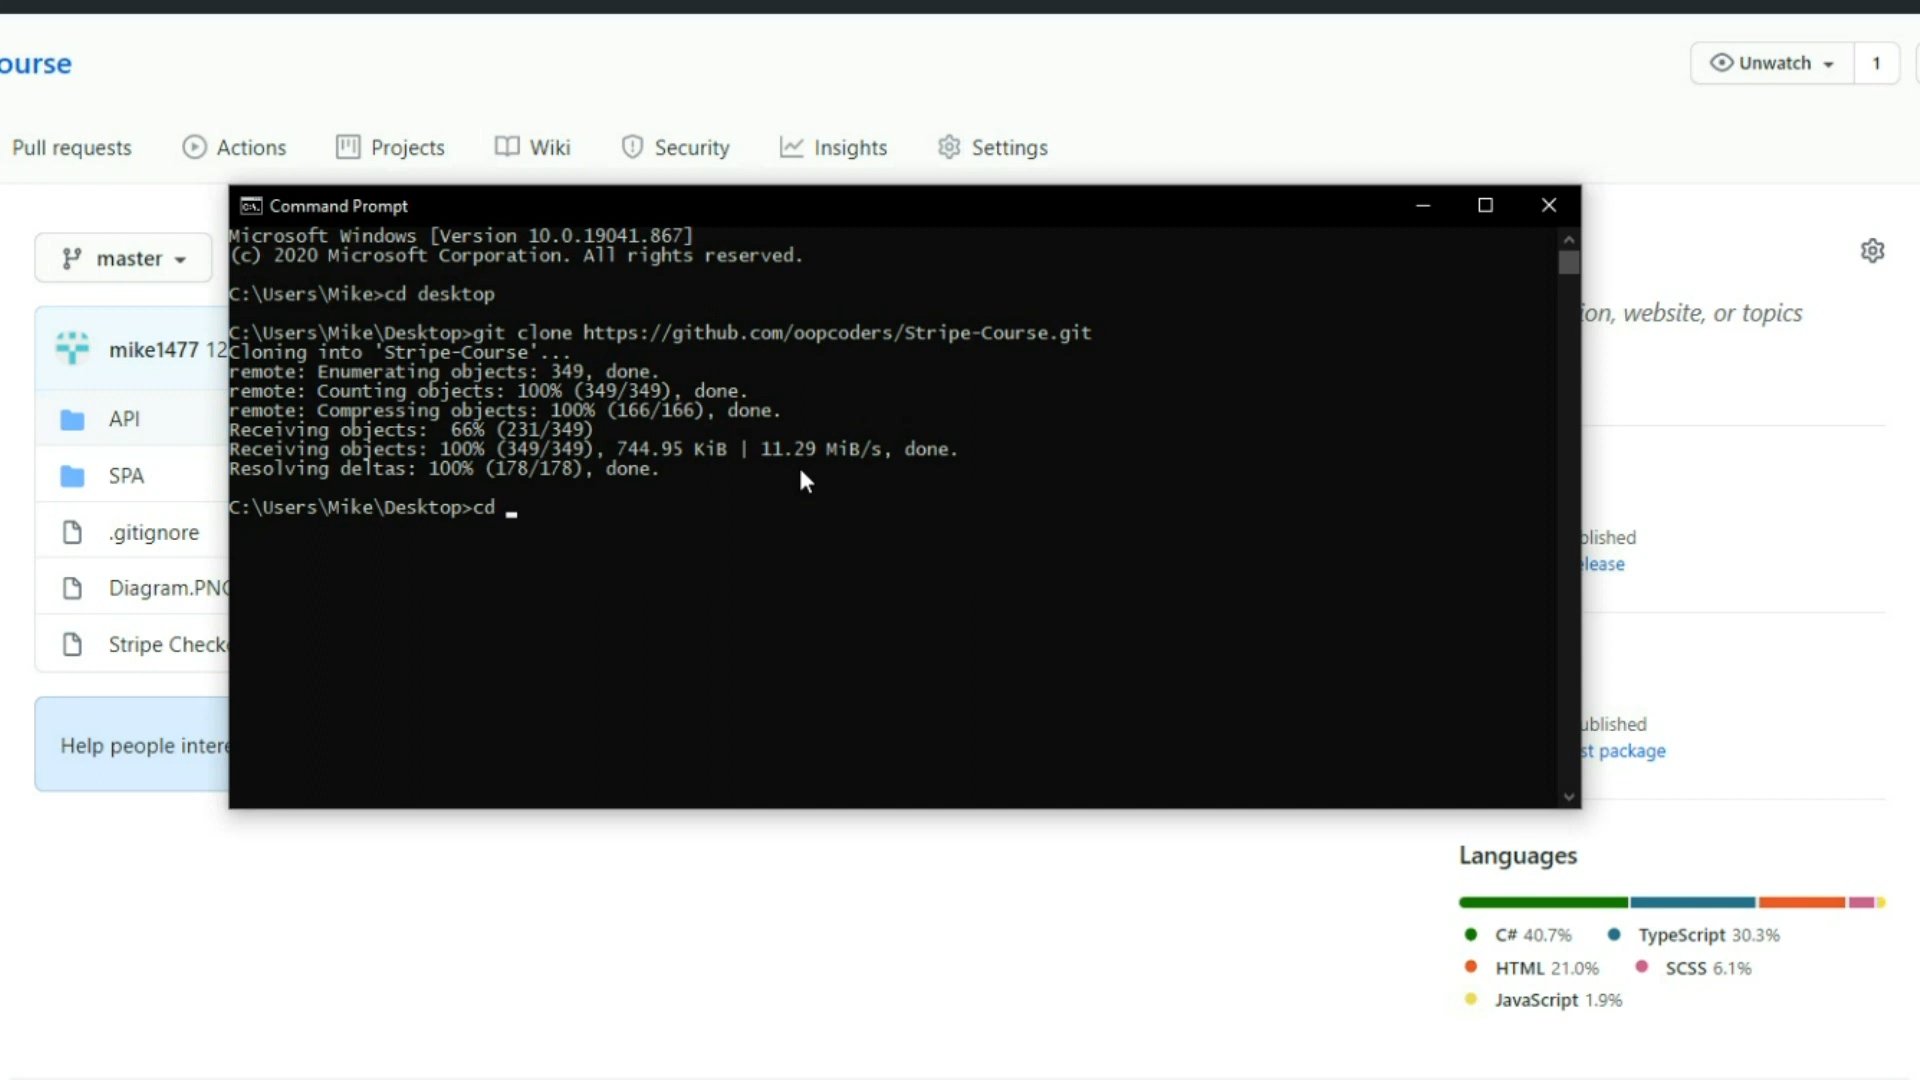 ourse
Unwatch 1
Pull requests Actions Projects Wiki Security Insights Settings
Command Prompt
Microsoft Windows [Version 10.0.19041.867]
(c) 2020 Microsoft Corporation. All rights reserved.
master
C:\Users\Mike>cd desktop
ion, website, or topics
C:\Users\Mike\Desktop>git clone https://github.com/oopcoders/Stripe-Course.git
mike1477 12
Cloning into 'Stripe-Course'...
remote: Enumerating objects: 349, done.
remote: Counting objects: 100% (349/349), done.
remote: Compressing objects: 100% (166/166), done.
Receiving objects:  66% (231/349)
Receiving objects: 100% (349/349), 744.95 KiB | 11.29 MiB/s, done.
Resolving deltas: 100% (178/178), done.
C:\Users\Mike\Desktop>cd _
API
SPA
.gitignore
Diagram.PNG
Stripe Checko
Help people intere
blished
elease
ublished
st package
Languages
C# 40.7% TypeScript 30.3%
HTML 21.0% SCSS 6.1%
JavaScript 1.9%